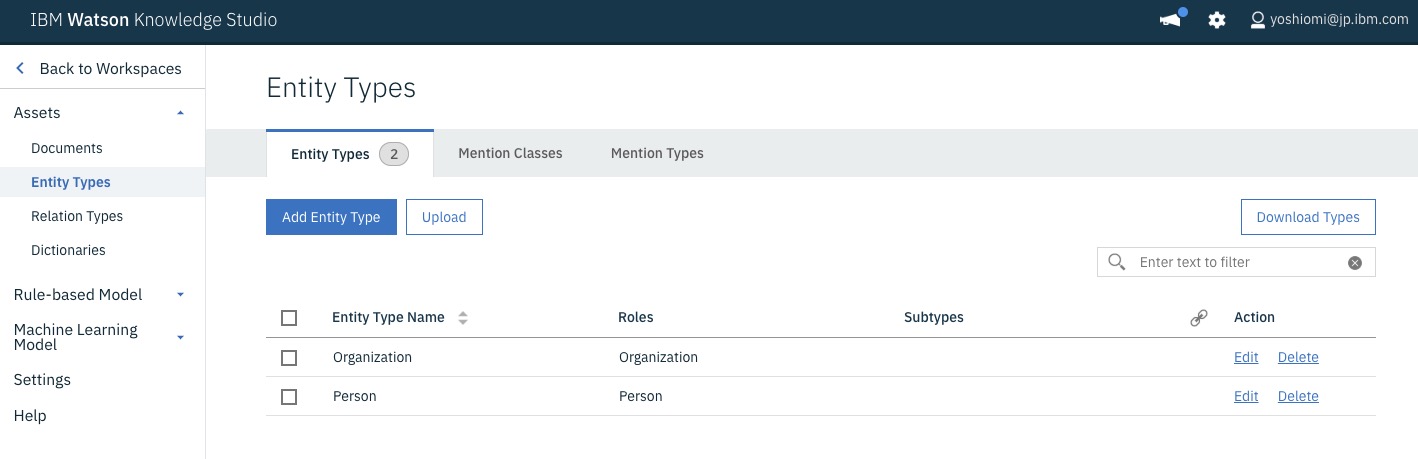 IBM Watson Knowledge Studio
yoshiomi@jp.ibm.com
Back to Workspaces
Assets
Documents
Entity Types
Relation Types
Dictionaries
Rule-based Model
Machine Learning
Model
Settings
Help
Entity Types
Entity Types 2 Mention Classes Mention Types
Add Entity Type Upload Download Types
Enter text to filter
Entity Type Name Roles Subtypes Action
Organization Organization Edit Delete
Person Person Edit Delete